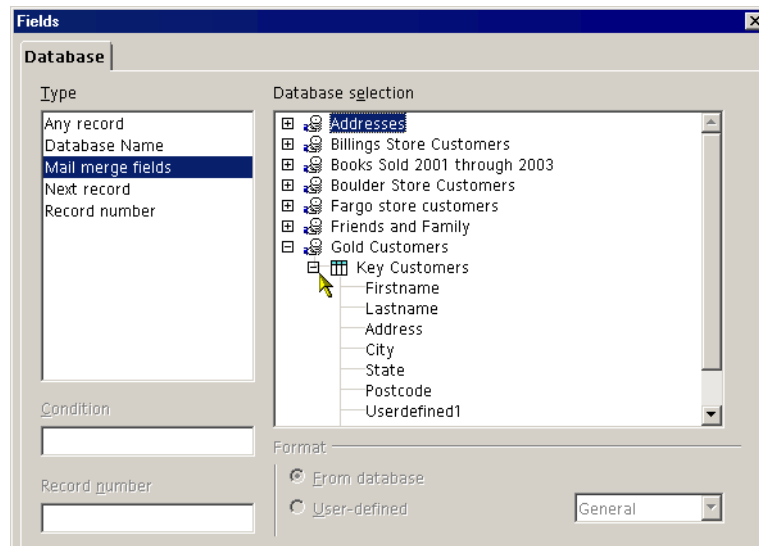 Fields
Database
Type
Any record
Database Name
Mail merge fields
Next record
Record number
Condition
Record number
Database selection
Addresses
Billings Store Customers
Books Sold 2001 through 2003
Boulder Store Customers
Fargo store customers
Friends and Family
Gold Customers
Key Customers
Firstname
Lastname
Address
City
State
Postcode
Userdefined1
Format
From database
User-defined
General